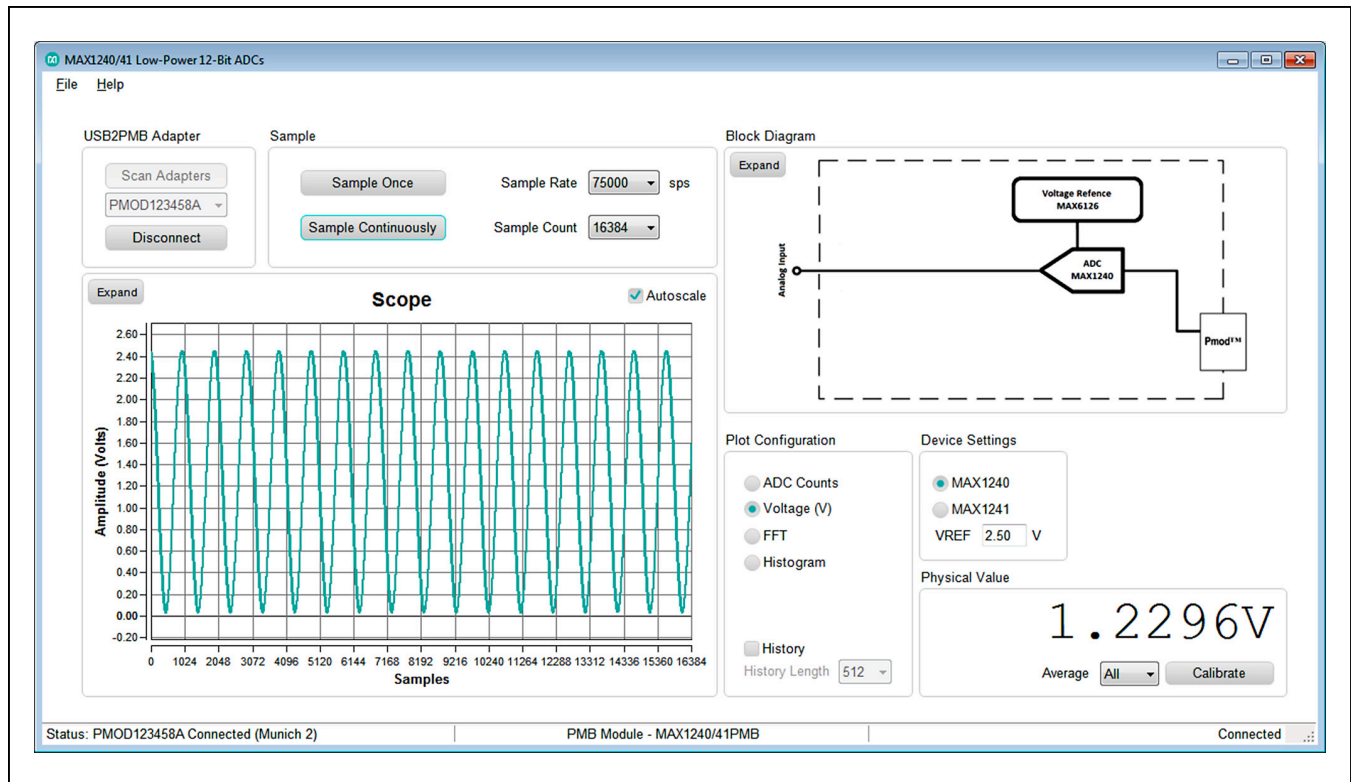 MAX1240/41 Low-Power 12-Bit ADCs
File Help
USB2PMB Adapter
Scan Adapters
PMOD123458A
Disconnect
Sample
Sample Once
Sample Rate 75000 sps
Sample Continuously
Sample Count 16384
Block Diagram
Expand
Voltage Refence
MAX6126
ADC
MAX1240
Analog Input
Pmod™
Expand
Scope
Autoscale
2.60
2.40
2.20
2.00
1.80
1.60
1.40
1.20
1.00
0.80
0.60
0.40
0.20
0.00
-0.20
Amplitude (Volts)
0 1024 2048 3072 4096 5120 6144 7168 8192 9216 10240 11264 12288 13312 14336 15360 16384
Samples
Plot Configuration
ADC Counts
Voltage (V)
FFT
Histogram
History
History Length 512
Device Settings
MAX1240
MAX1241
VREF 2.50 V
Physical Value
1.2296V
Average All Calibrate
Status: PMOD123458A Connected (Munich 2)
PMB Module - MAX1240/41PMB
Connected